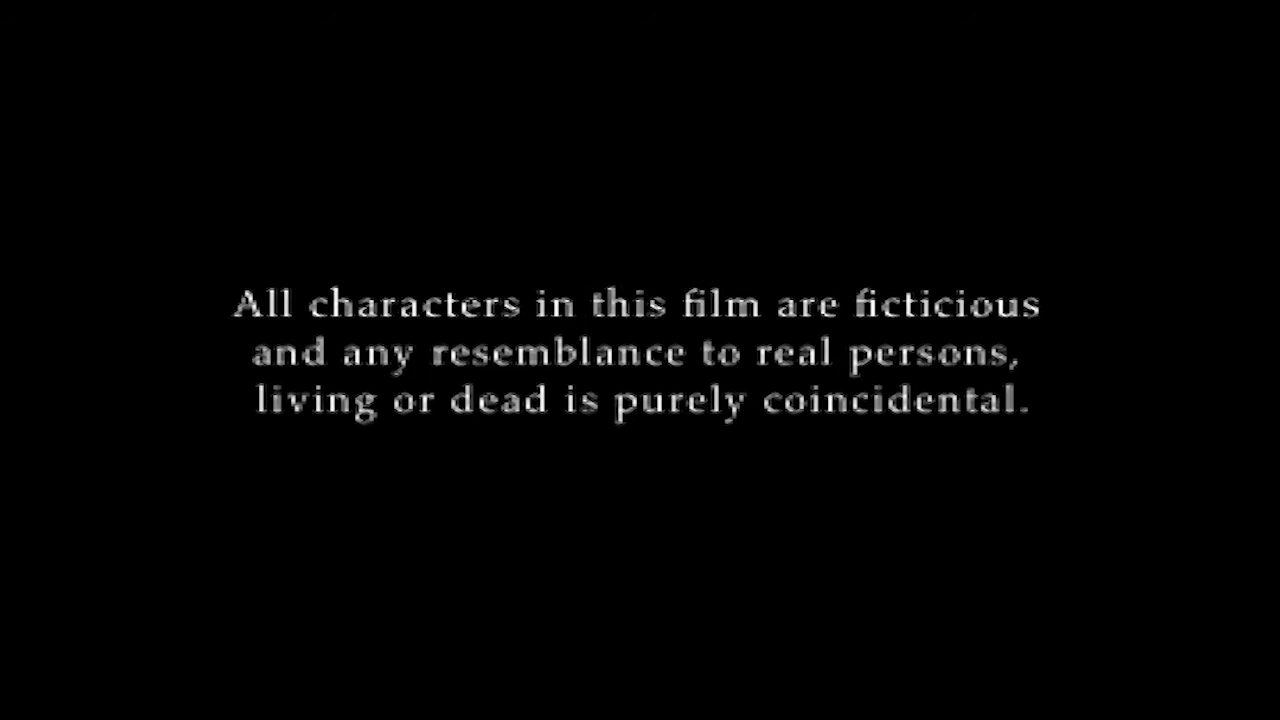 All characters in this film are ficticious
and any resemblance to real persons,
living or dead is purely coincidental.